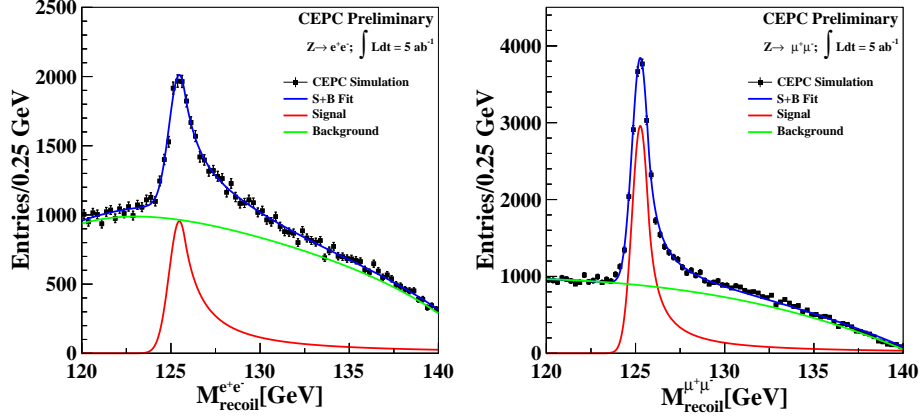 CEPC Preliminary
Z→ e⁺e⁻; ∫ Ldt = 5 ab⁻¹
CEPC Simulation
S+B Fit
Signal
Background
Entries/0.25 GeV
2500
2000
1500
1000
500
0
120 125 130 135 140
M_recoil^{e⁺e⁻}[GeV]
CEPC Preliminary
Z→ μ⁺μ⁻; ∫ Ldt = 5 ab⁻¹
CEPC Simulation
S+B Fit
Signal
Background
Entries/0.25 GeV
4000
3000
2000
1000
0
120 125 130 135 140
M_recoil^{μ⁺μ⁻}[GeV]